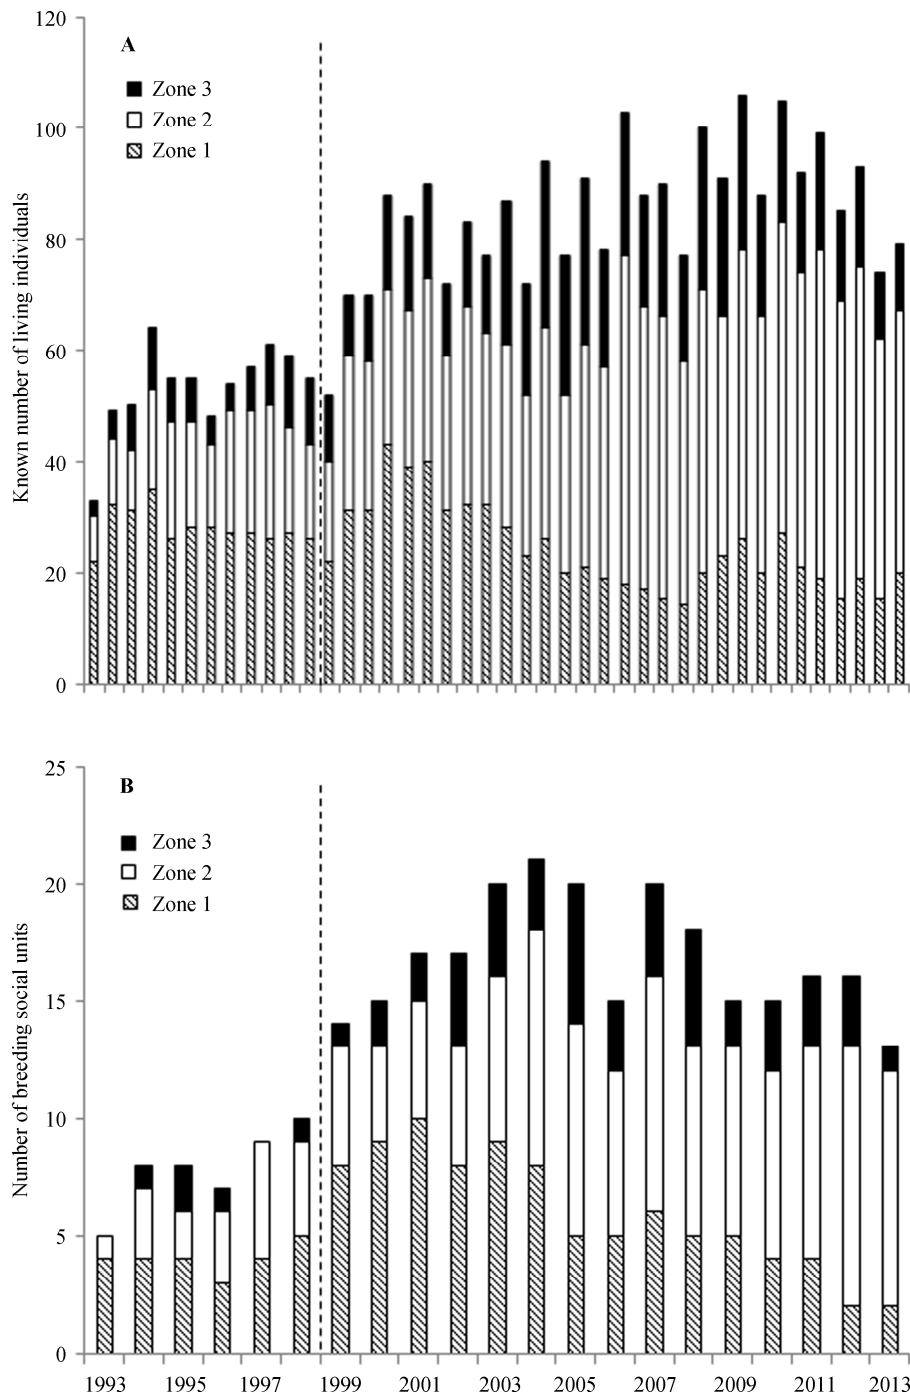 120
100
80
60
40
20
0
Known number of living individuals
A
Zone 3
Zone 2
Zone 1
25
20
15
10
5
0
Number of breeding social units
B
Zone 3
Zone 2
Zone 1
1993 1995 1997 1999 2001 2003 2005 2007 2009 2011 2013